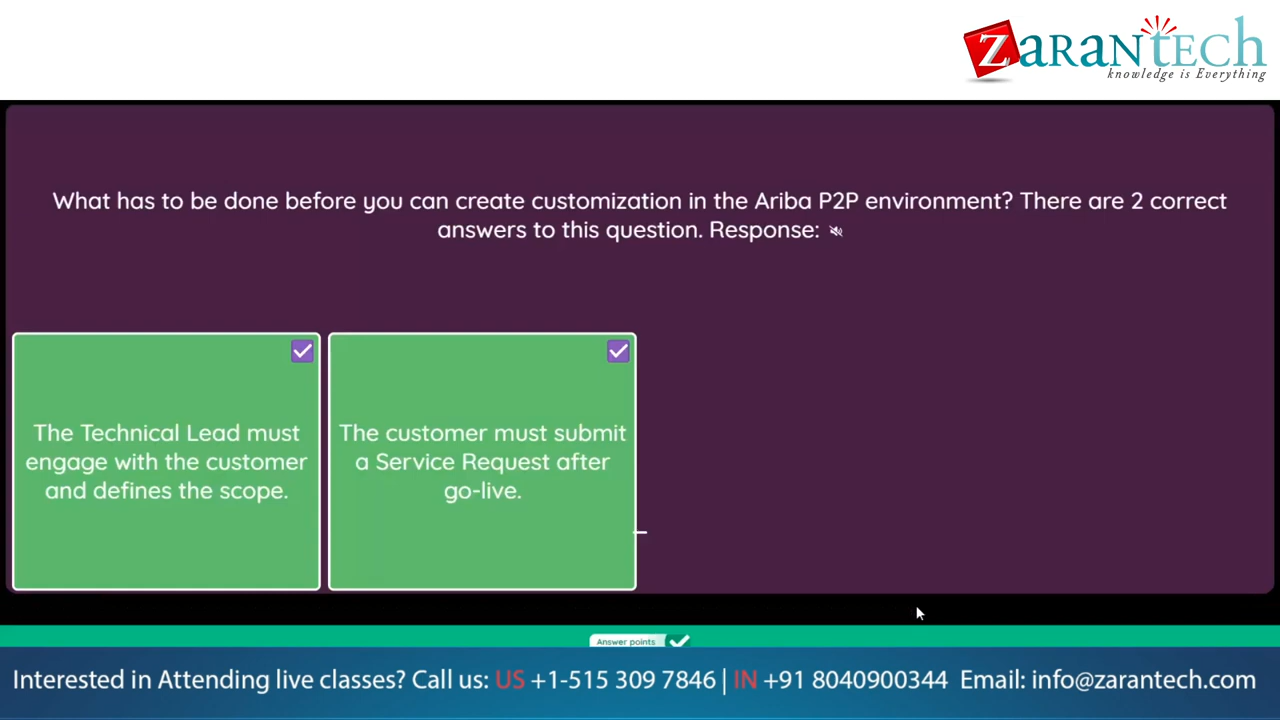 ZARANTECH
knowledge is Everything
What has to be done before you can create customization in the Ariba P2P environment? There are 2 correct
answers to this question. Response:
The Technical Lead must
engage with the customer
and defines the scope.
The customer must submit
a Service Request after
go-live.
Answer points
Interested in Attending live classes? Call us: US +1-515 309 7846 | IN +91 8040900344 Email: info@zarantech.com